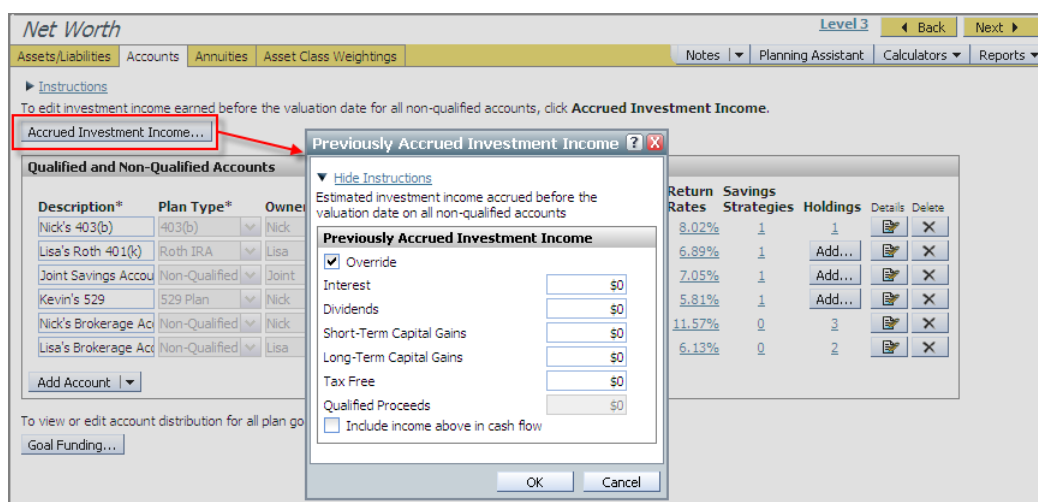 Net Worth
Level 3
Back
Next
Assets/Liabilities
Accounts
Annuities
Asset Class Weightings
Notes
Planning Assistant
Calculators
Reports
Instructions
To edit investment income earned before the valuation date for all non-qualified accounts, click Accrued Investment Income.
Accrued Investment Income...
Qualified and Non-Qualified Accounts
Description* Plan Type* Owner Return Rates Savings Strategies Holdings Details Delete
Nick's 403(b) 403(b) Nick 8.02% 1 1
Lisa's Roth 401(k) Roth IRA Lisa 6.89% 1 Add...
Joint Savings Accou Non-Qualified Joint 7.05% 1 Add...
Kevin's 529 529 Plan Nick 5.81% 1 Add...
Nick's Brokerage Ac Non-Qualified Nick 11.57% 0 3
Lisa's Brokerage Ac Non-Qualified Lisa 6.13% 0 2
Add Account
To view or edit account distribution for all plan go
Goal Funding...
Previously Accrued Investment Income
Hide Instructions
Estimated investment income accrued before the
valuation date on all non-qualified accounts
Previously Accrued Investment Income
Override
Interest $0
Dividends $0
Short-Term Capital Gains $0
Long-Term Capital Gains $0
Tax Free $0
Qualified Proceeds $0
Include income above in cash flow
OK Cancel